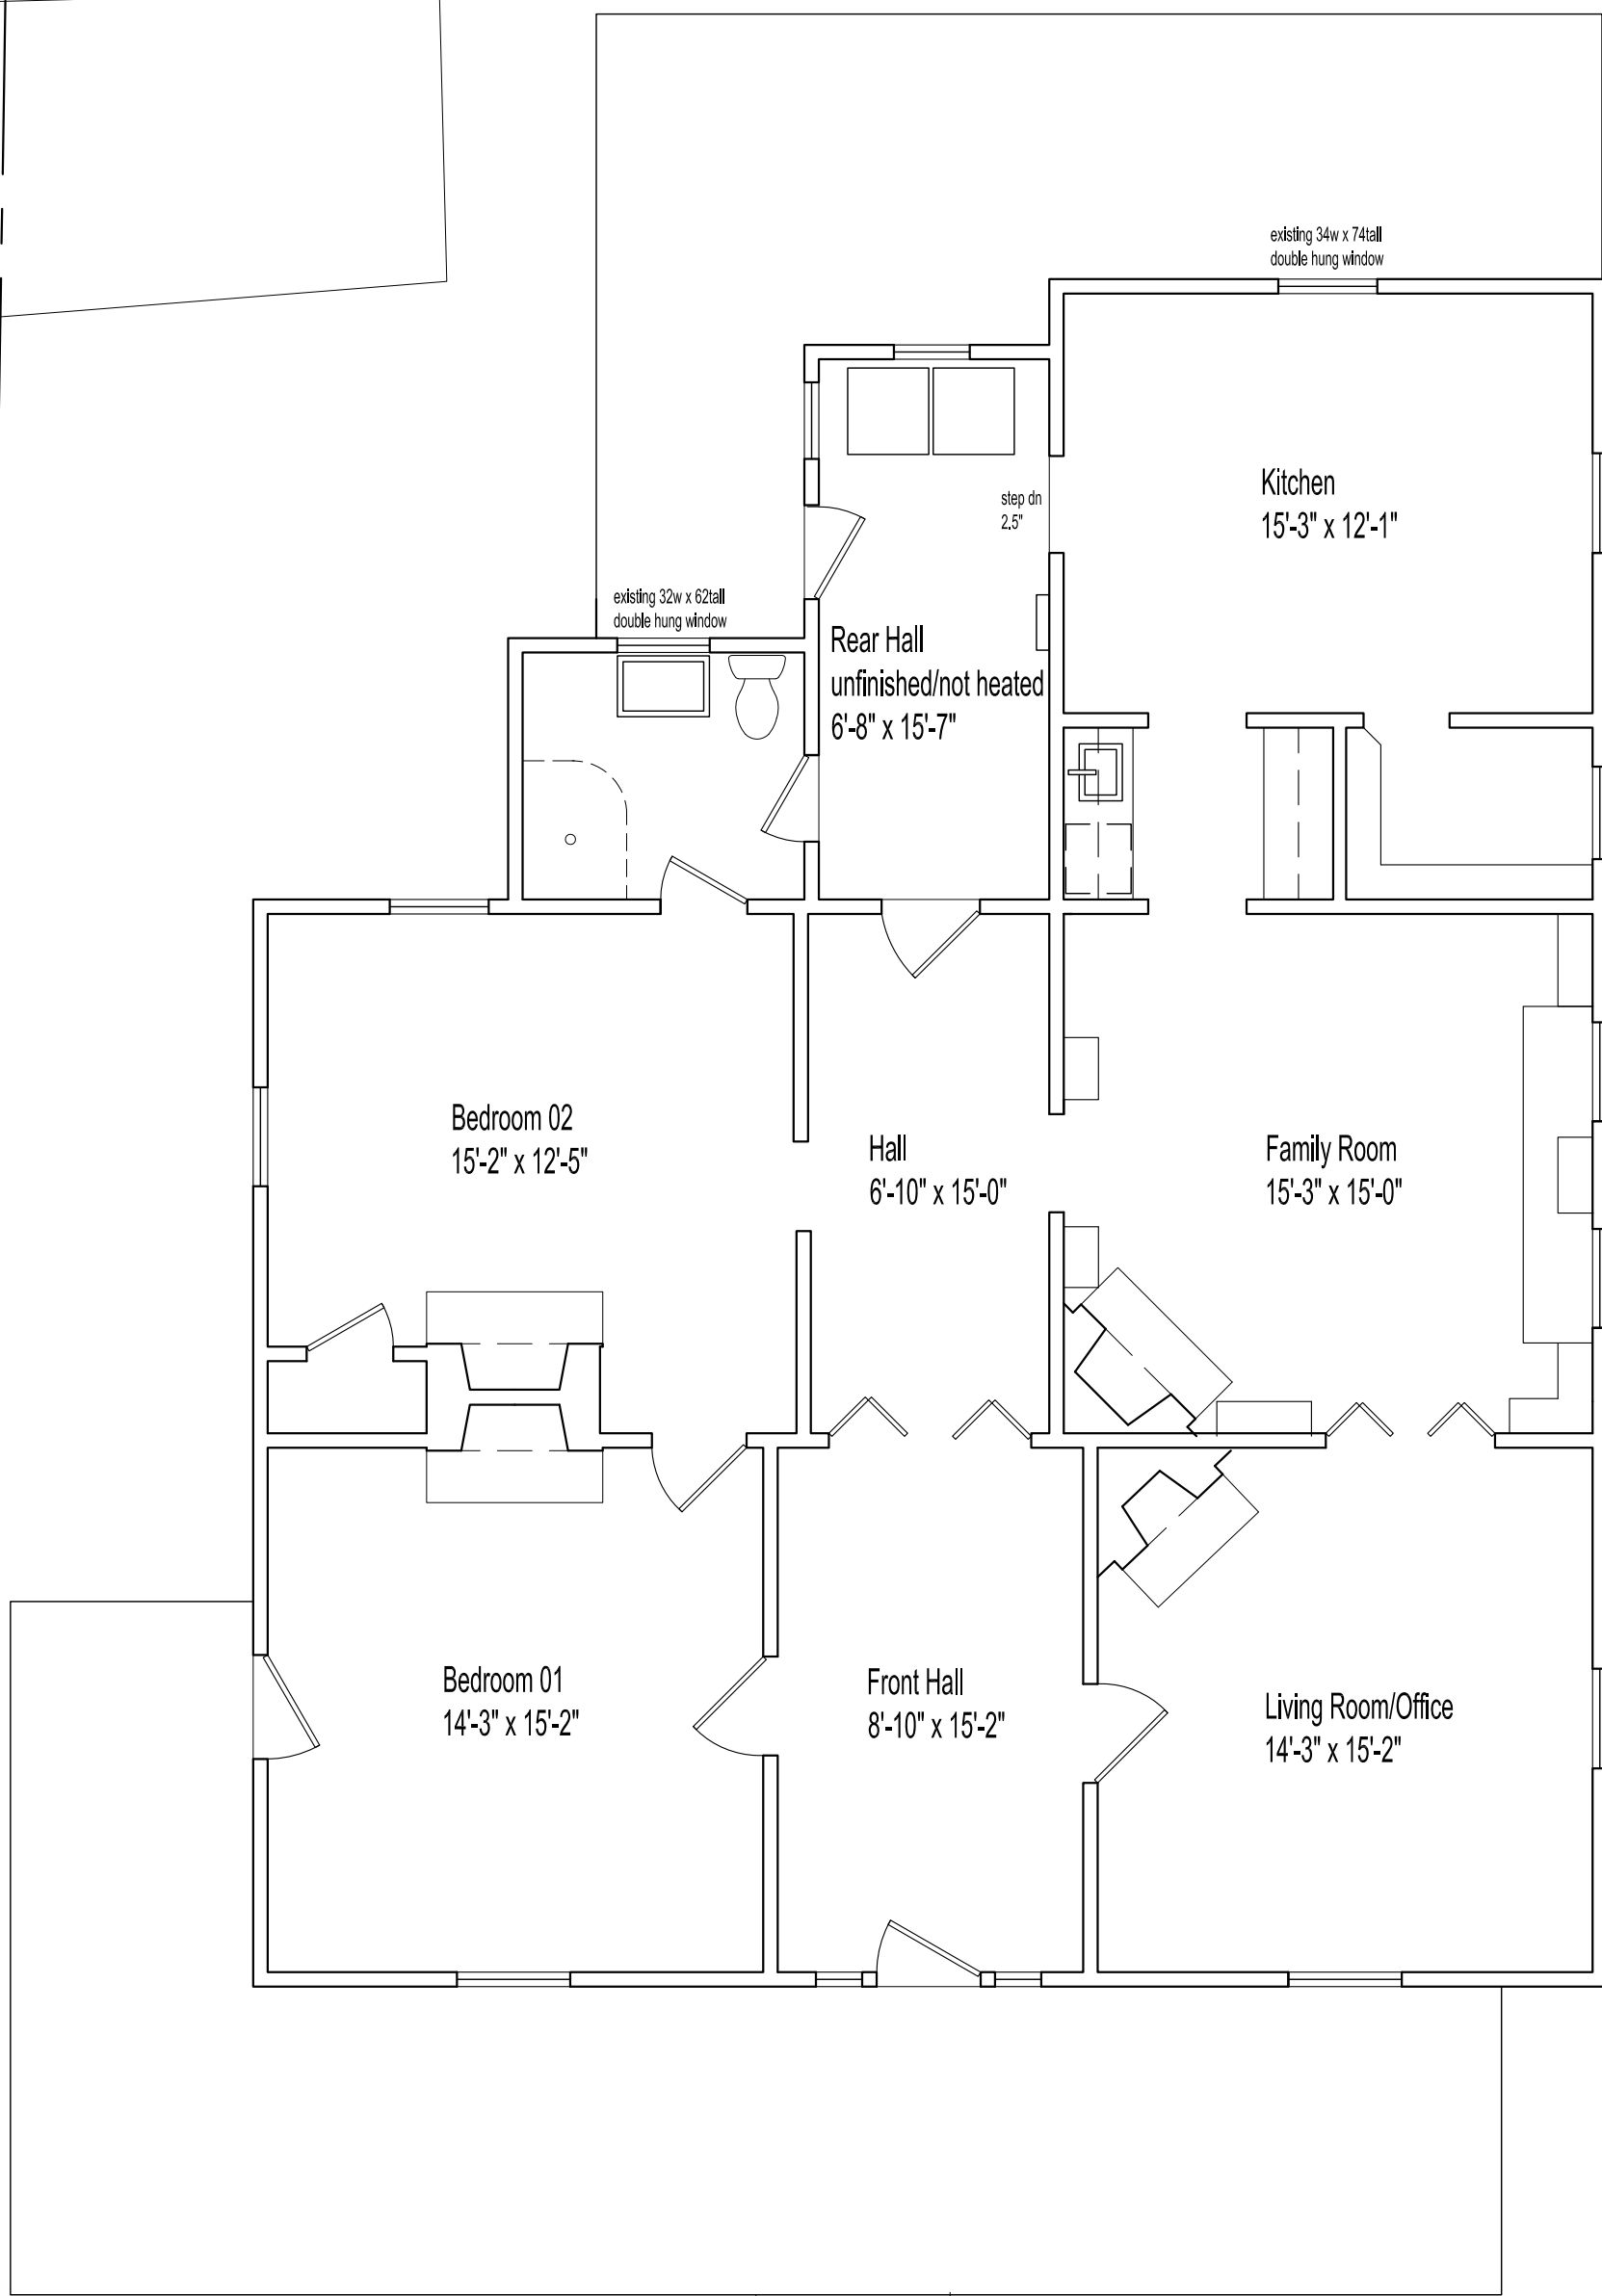 existing 34w x 74tall
double hung window
Kitchen
15'-3" x 12'-1"
step dn
2.5"
existing 32w x 62tall
double hung window
Rear Hall
unfinished/not heated
6'-8" x 15'-7"
Bedroom 02
15'-2" x 12'-5"
Hall
6'-10" x 15'-0"
Family Room
15'-3" x 15'-0"
Bedroom 01
14'-3" x 15'-2"
Front Hall
8'-10" x 15'-2"
Living Room/Office
14'-3" x 15'-2"